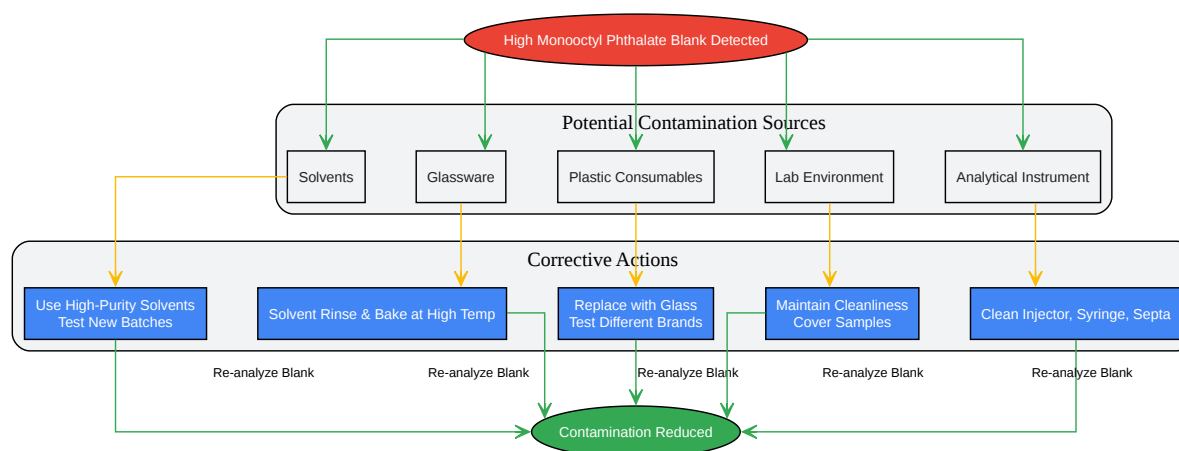 High Monooctyl Phthalate Blank Detected
Potential Contamination Sources
Solvents
Glassware
Plastic Consumables
Lab Environment
Analytical Instrument
Corrective Actions
Use High-Purity Solvents
Test New Batches
Solvent Rinse & Bake at High Temp
Replace with Glass
Test Different Brands
Maintain Cleanliness
Cover Samples
Clean Injector, Syringe, Septa
Re-analyze Blank
Re-analyze Blank
Re-analyze Blank
Re-analyze Blank
Re-analyze Blank
Contamination Reduced